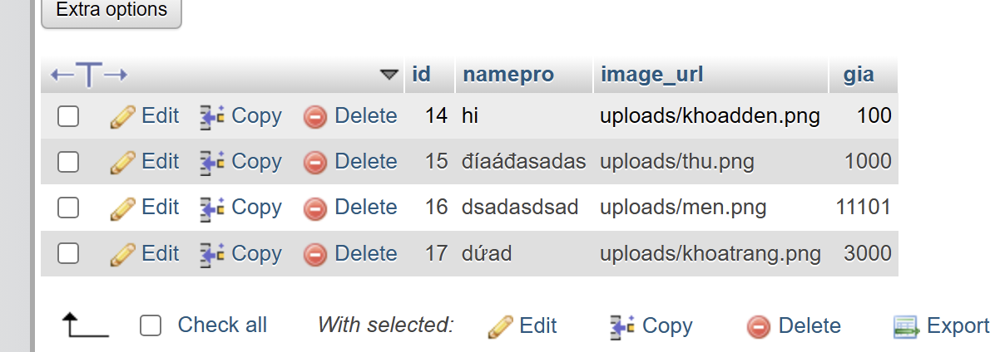 Extra options
id namepro image_url gia
Edit Copy Delete 14 hi uploads/khoadden.png 100
Edit Copy Delete 15 đíaáđasadas uploads/thu.png 1000
Edit Copy Delete 16 dsadasdsad uploads/men.png 11101
Edit Copy Delete 17 dứad uploads/khoatrang.png 3000
Check all With selected: Edit Copy Delete Export